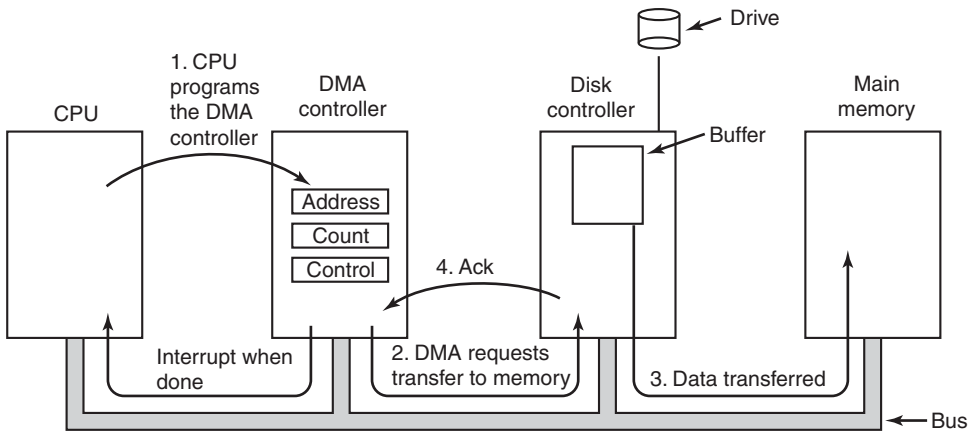 Drive
1. CPU
programs
the DMA
controller
CPU
DMA
controller
Disk
controller
Main
memory
Buffer
Address
Count
Control
4. Ack
Interrupt when
done
2. DMA requests
transfer to memory
3. Data transferred
Bus